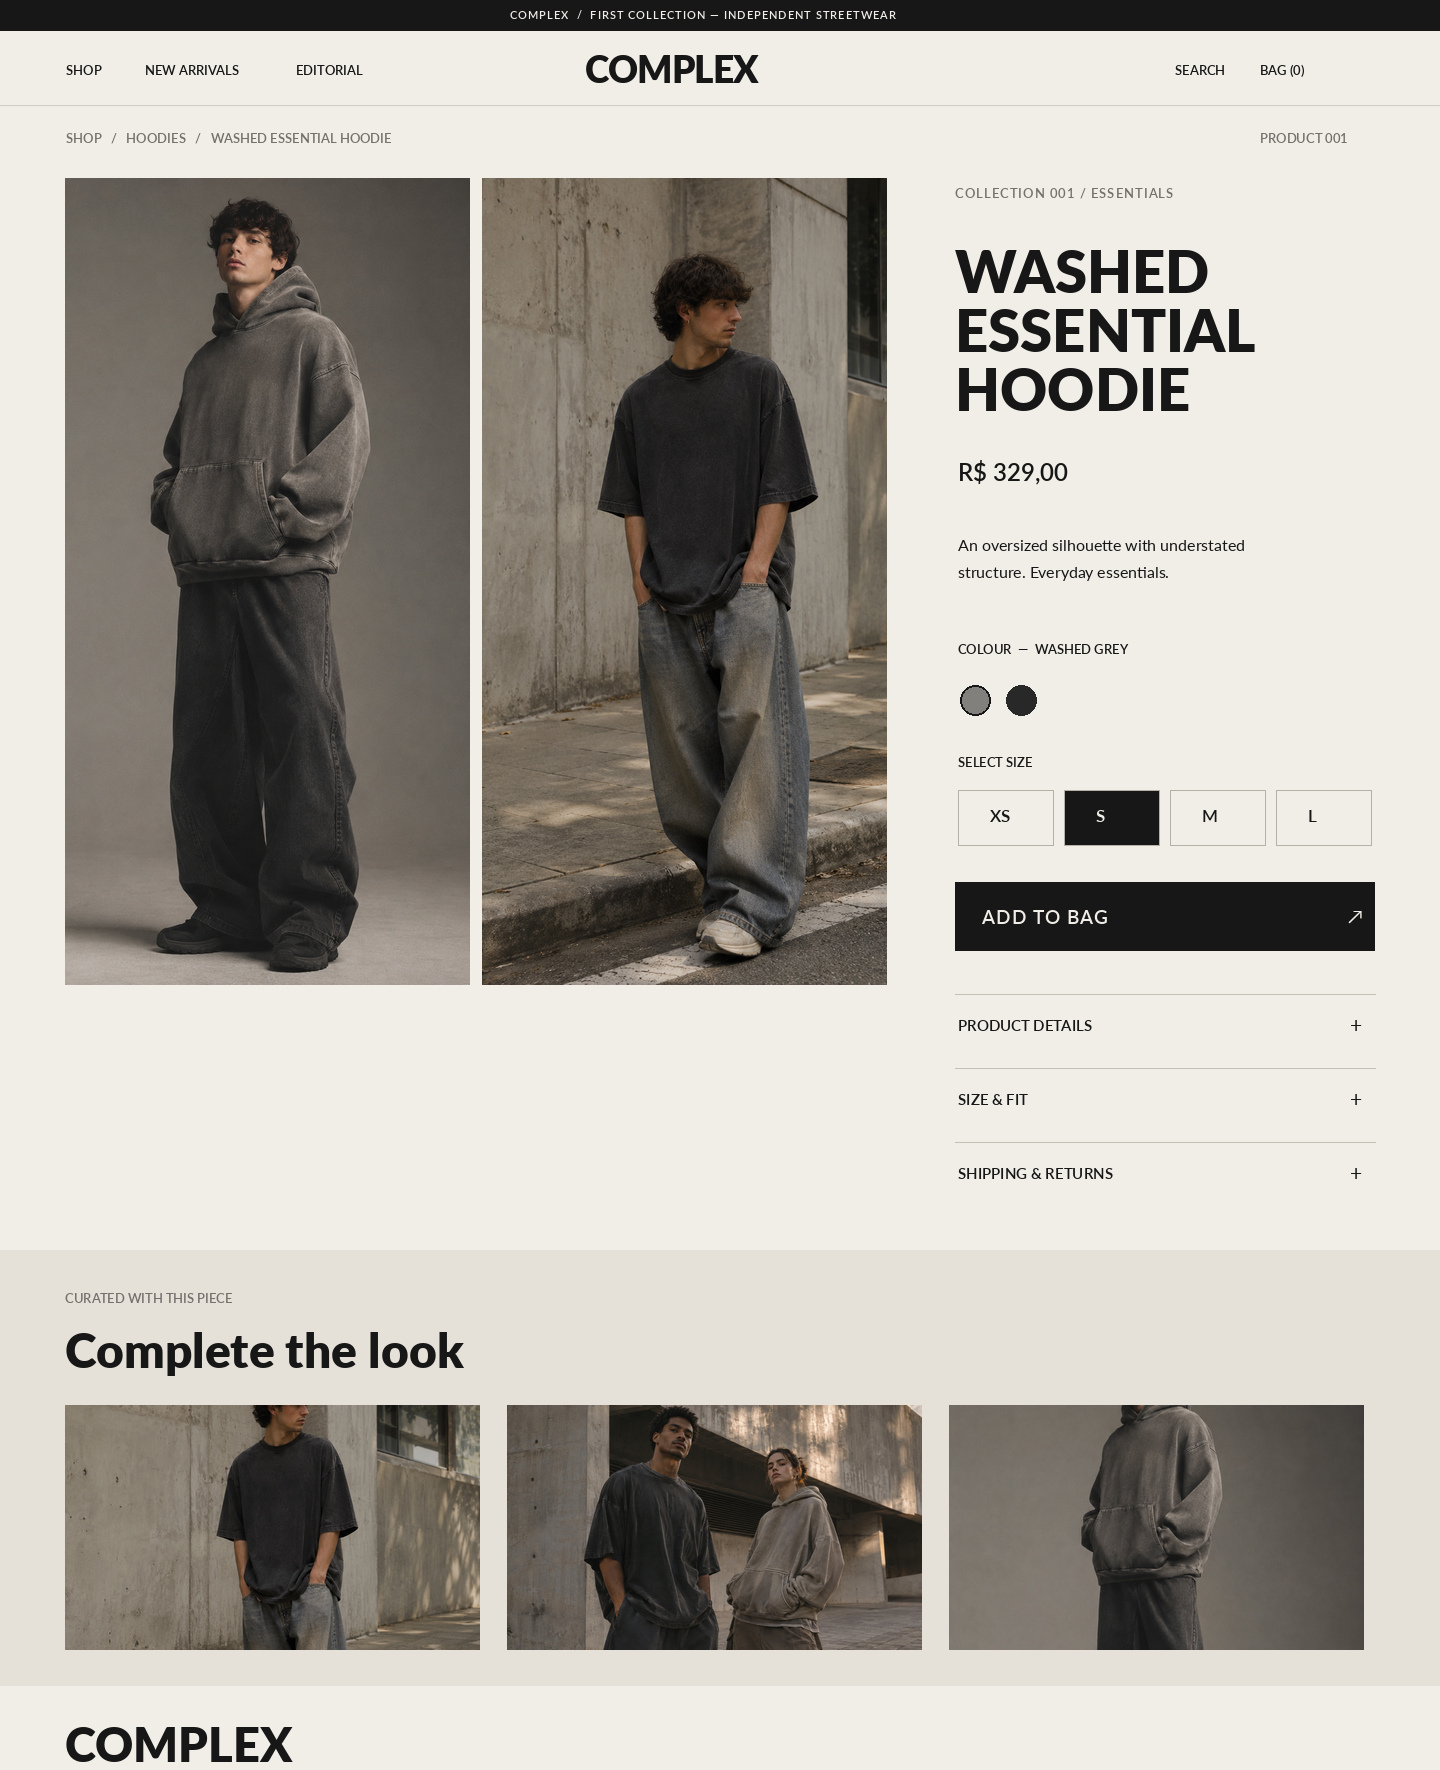 COMPLEX / FIRST COLLECTION — INDEPENDENT STREETWEAR
SHOP NEW ARRIVALS EDITORIAL COMPLEX SEARCH BAG (0)
SHOP / HOODIES / WASHED ESSENTIAL HOODIE PRODUCT 001
COLLECTION 001 / ESSENTIALS
WASHED
ESSENTIAL
HOODIE
R$ 329,00
An oversized silhouette with understated
structure. Everyday essentials.
COLOUR — WASHED GREY
SELECT SIZE
XS S M L
ADD TO BAG ↗
PRODUCT DETAILS +
SIZE & FIT +
SHIPPING & RETURNS +
CURATED WITH THIS PIECE
Complete the look
COMPLEX